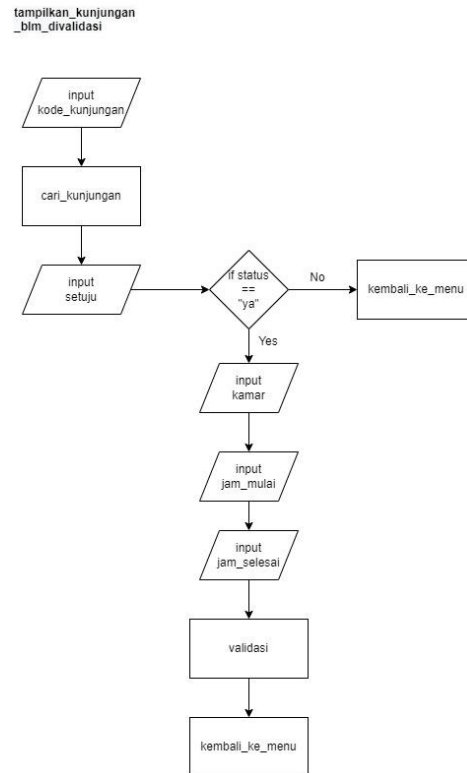 tampilkan_kunjungan
_blm_divalidasi
input
kode_kunjungan
cari_kunjungan
input
setuju
if status
==
"ya"
No
kembali_ke_menu
Yes
input
kamar
input
jam_mulai
input
jam_selesai
validasi
kembali_ke_menu